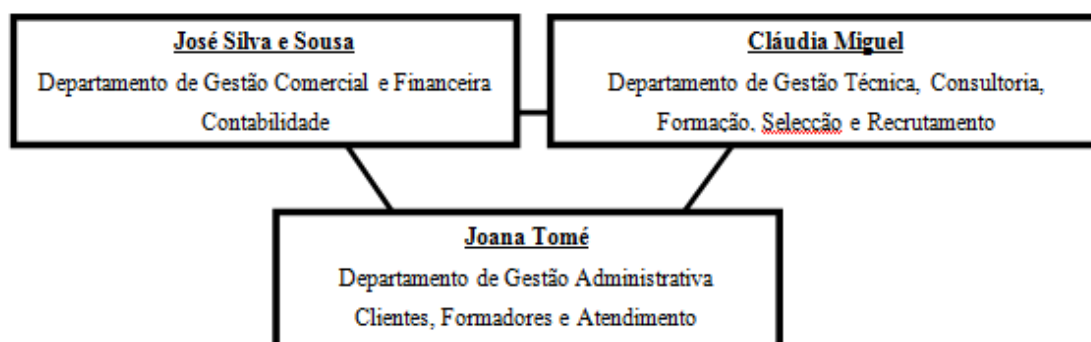 José Silva e Sousa
Departamento de Gestão Comercial e Financeira
Contabilidade
Cláudia Miguel
Departamento de Gestão Técnica, Consultoria,
Formação, Selecção e Recrutamento
Joana Tomé
Departamento de Gestão Administrativa
Clientes, Formadores e Atendimento